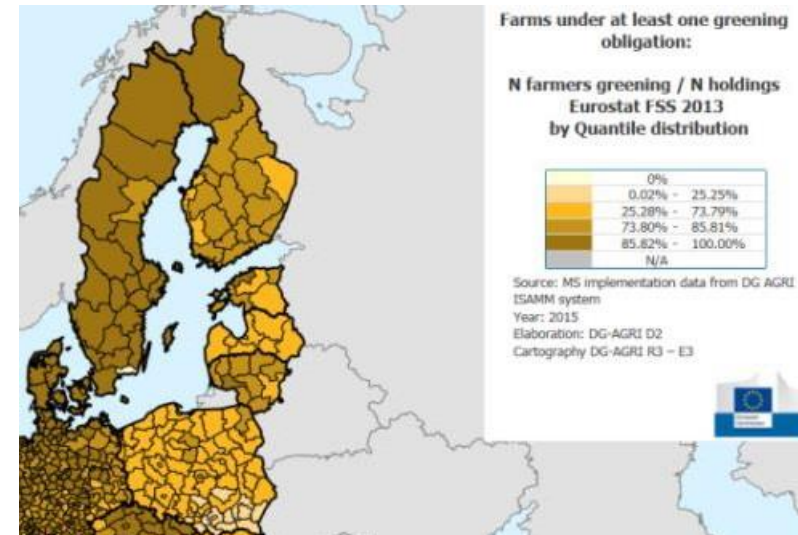 Farms under at least one greening
obligation:
N farmers greening / N holdings
Eurostat FSS 2013
by Quantile distribution
0%
0.02% - 25.25%
25.28% - 73.79%
73.80% - 85.81%
85.82% - 100.00%
N/A
Source: MS implementation data from DG AGRI
ISAMM system
Year: 2015
Elaboration: DG-AGRI D2
Cartography DG-AGRI R3 – E3